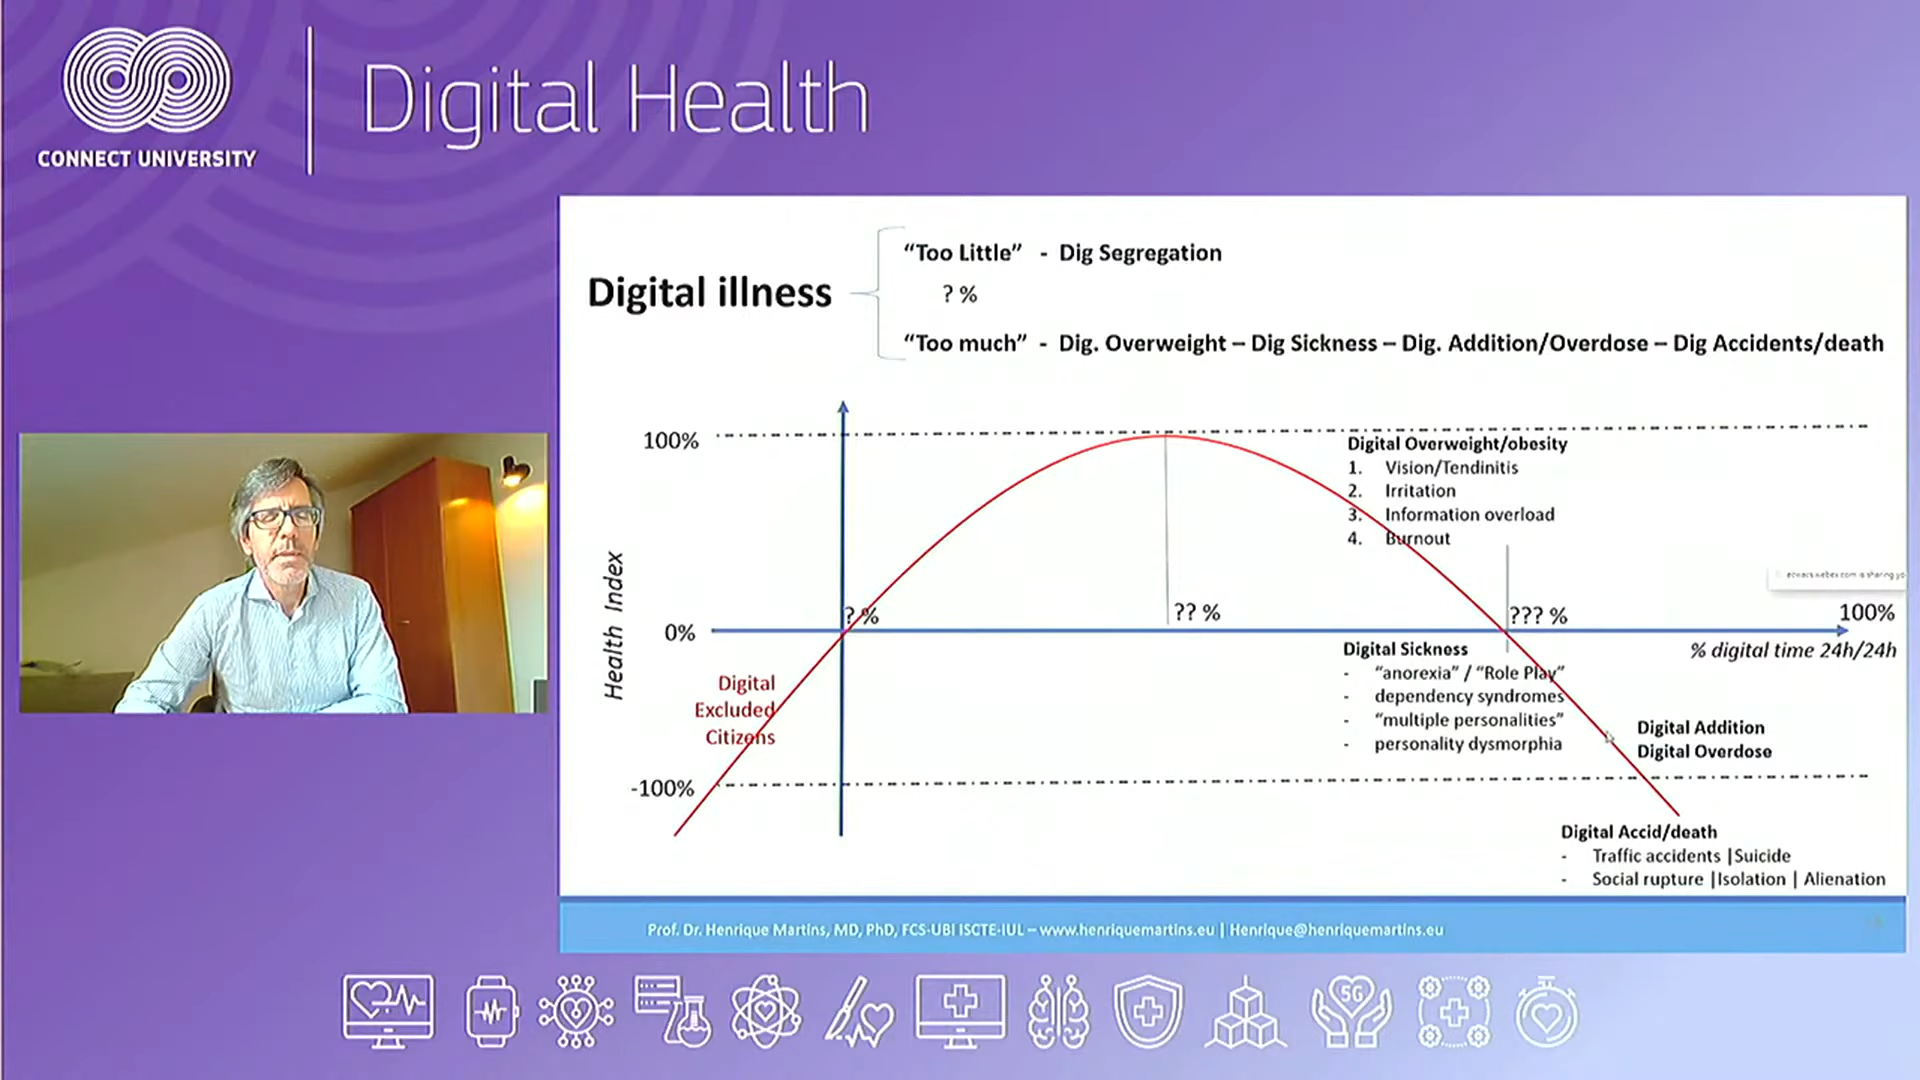 CONNECT UNIVERSITY
Digital Health
Digital illness
"Too Little" - Dig Segregation
? %
"Too much" - Dig. Overweight – Dig Sickness – Dig. Addition/Overdose – Dig Accidents/death
100%
Digital Overweight/obesity
1. Vision/Tendinitis
2. Irritation
3. Information overload
4. Burnout
Health Index
0%
? %
?? %
??? %
100%
% digital time 24h/24h
Digital
Excluded
Citizens
Digital Sickness
- "anorexia" / "Role Play"
- dependency syndromes
- "multiple personalities"
- personality dysmorphia
Digital Addition
Digital Overdose
-100%
Digital Accid/death
- Traffic accidents |Suicide
- Social rupture |Isolation | Alienation
Prof. Dr. Henrique Martins, MD, PhD, FCS-UBI ISCTE-IUL – www.henriquemartins.eu | Henrique@henriquemartins.eu
5G